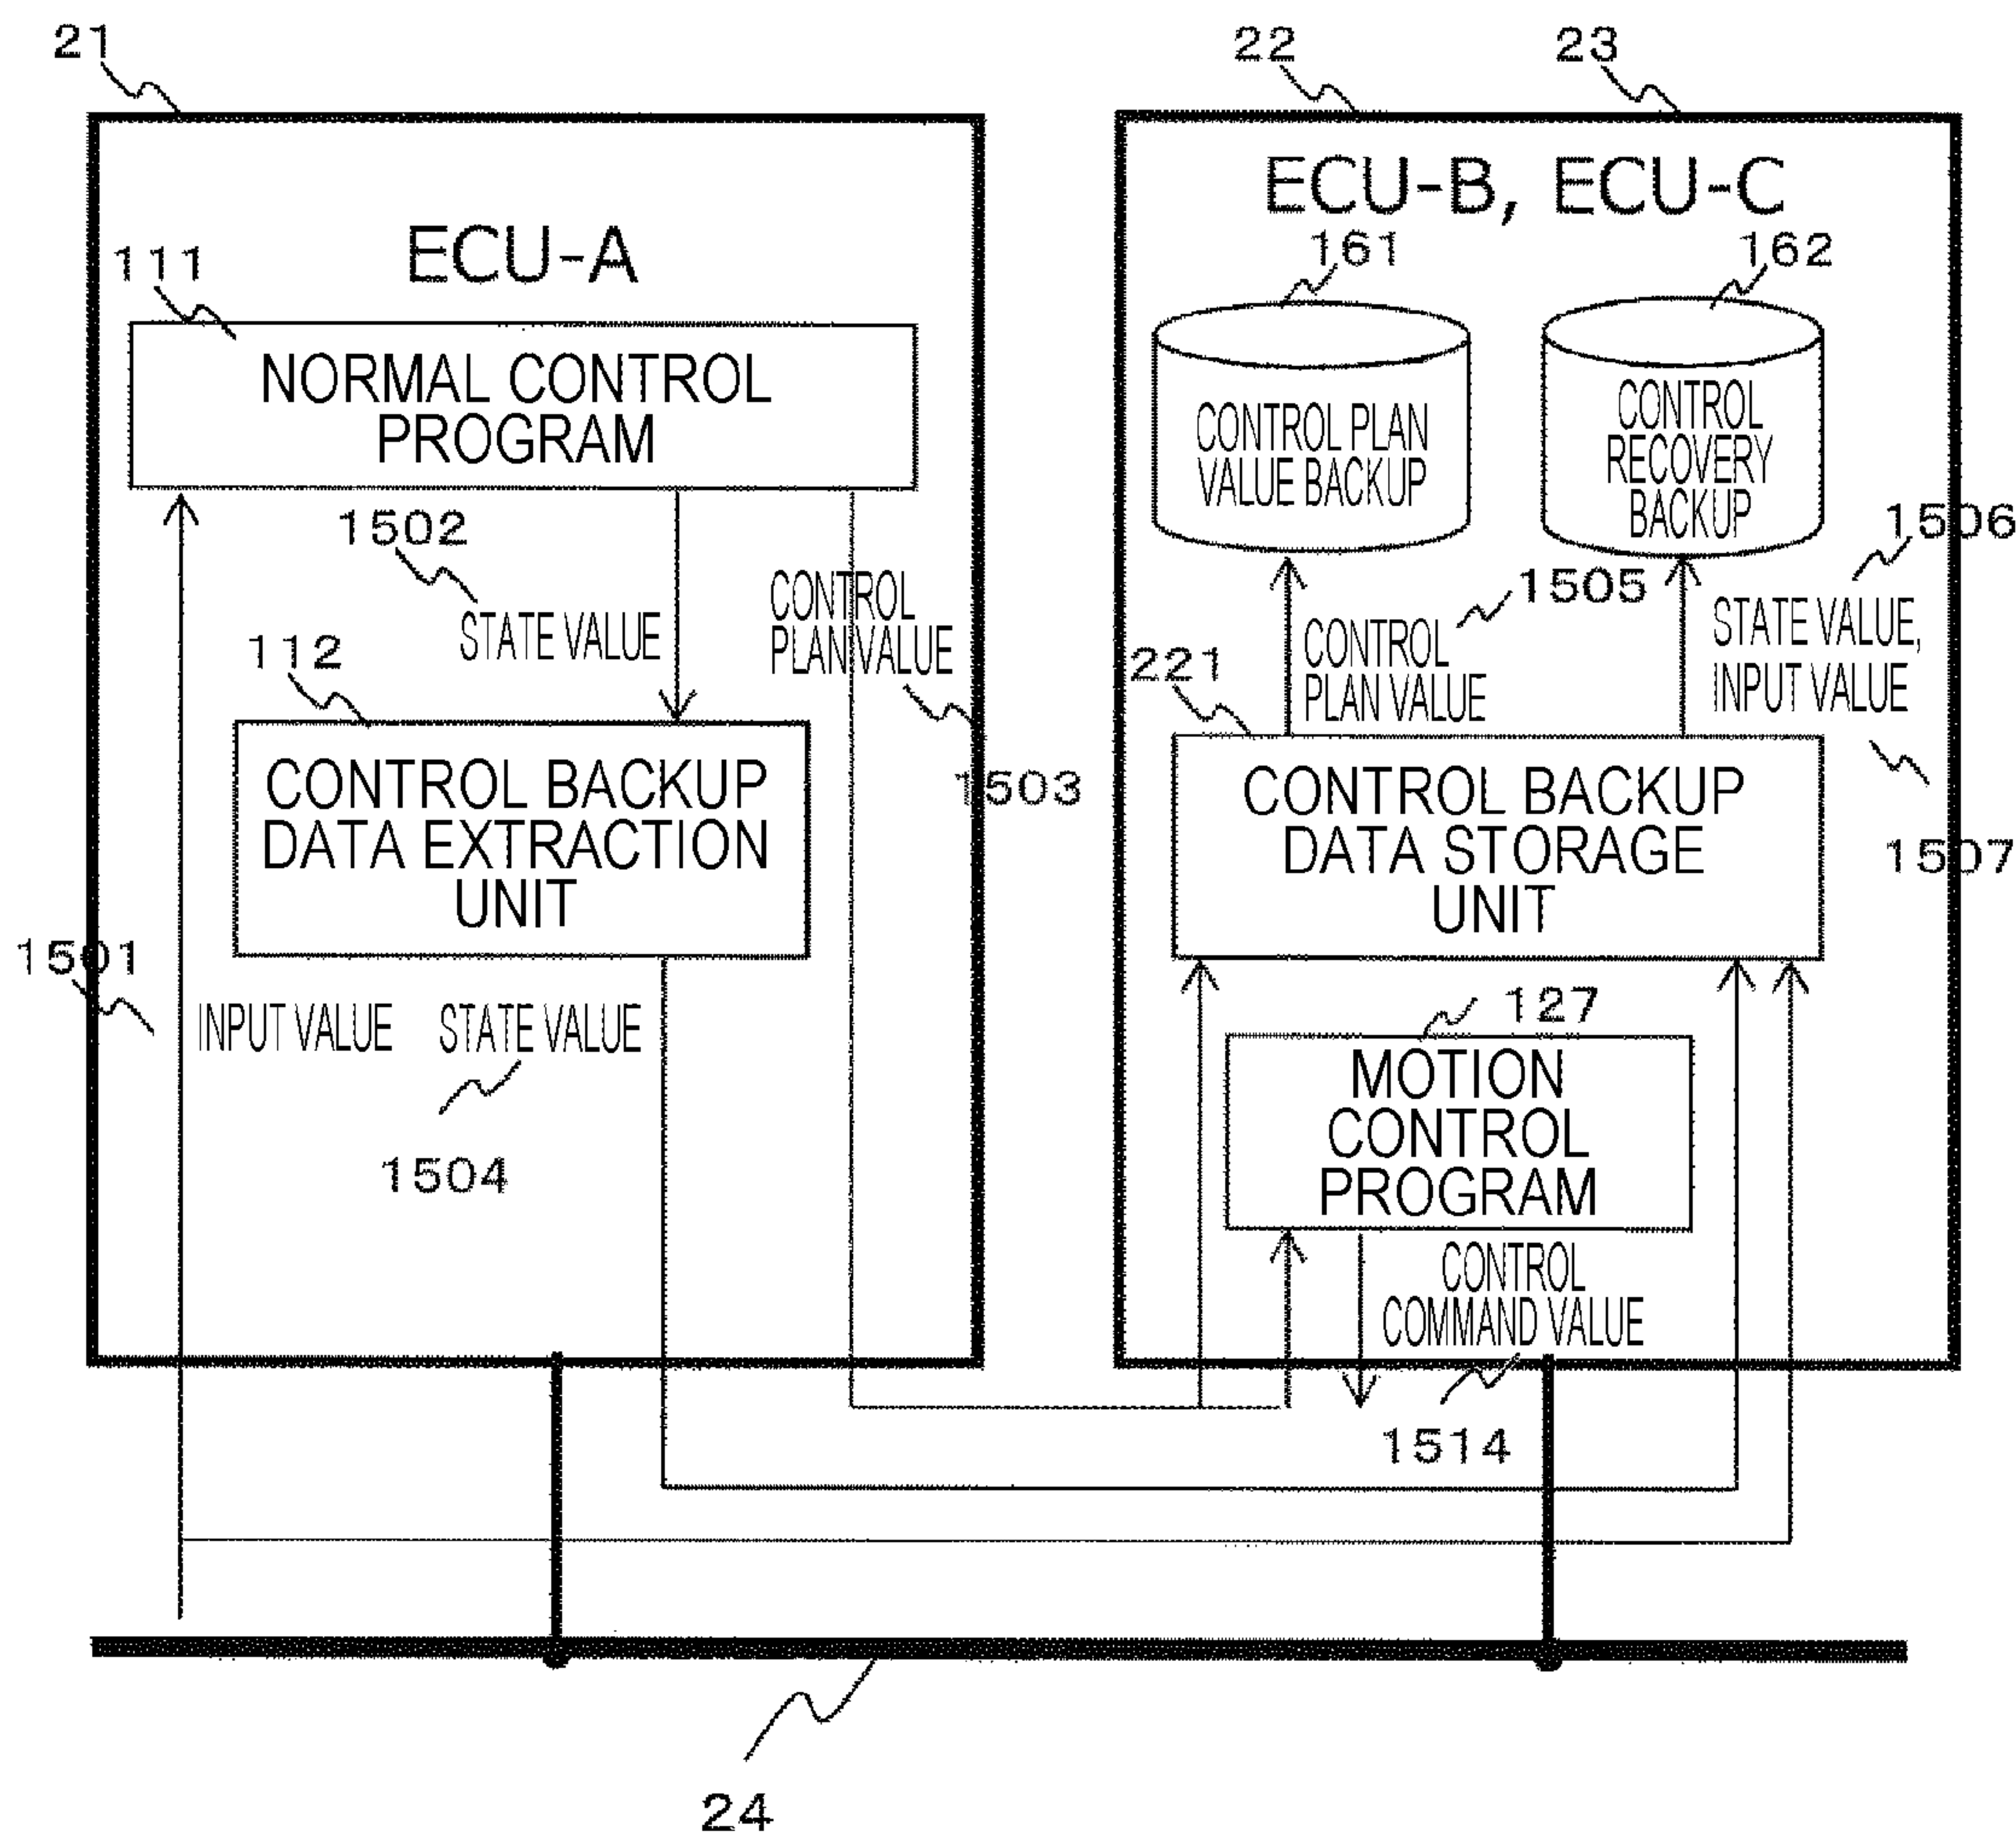 21
22
23
ECU-A
ECU-B, ECU-C
111
161
162
NORMAL CONTROL
PROGRAM
CONTROL PLAN
VALUE BACKUP
CONTROL
RECOVERY
BACKUP
1502
STATE VALUE
CONTROL
PLAN VALUE
1503
112
CONTROL BACKUP
DATA EXTRACTION
UNIT
1505
1506
CONTROL
PLAN VALUE
STATE VALUE,
INPUT VALUE
221
1507
CONTROL BACKUP
DATA STORAGE
UNIT
1501
INPUT VALUE
STATE VALUE
1504
127
MOTION
CONTROL
PROGRAM
CONTROL
COMMAND VALUE
1514
24